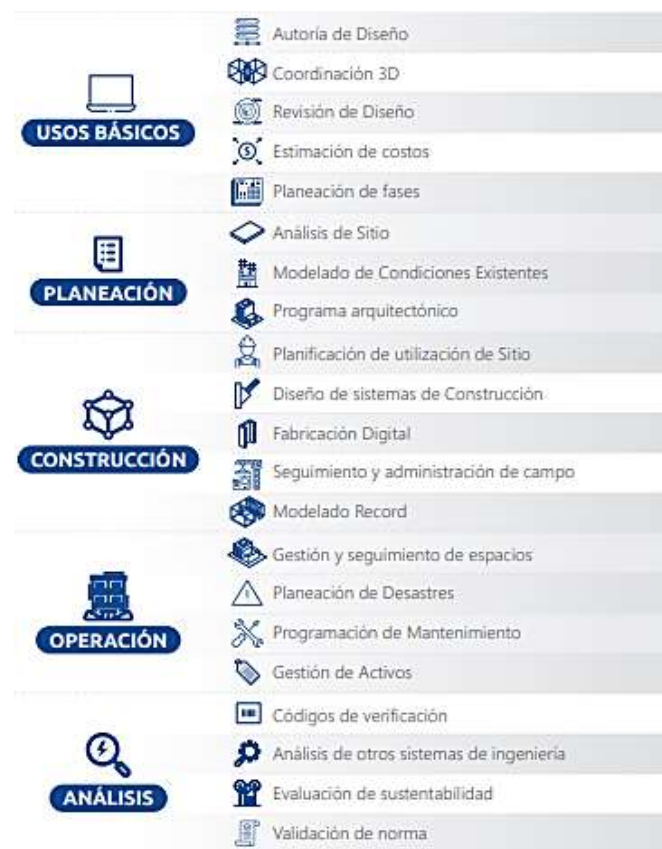 USOS BÁSICOS
Autoría de Diseño
Coordinación 3D
Revisión de Diseño
Estimación de costos
Planeación de fases
PLANEACIÓN
Análisis de Sitio
Modelado de Condiciones Existentes
Programa arquitectónico
CONSTRUCCIÓN
Planificación de utilización de Sitio
Diseño de sistemas de Construcción
Fabricación Digital
Seguimiento y administración de campo
Modelado Record
OPERACIÓN
Gestión y seguimiento de espacios
Planeación de Desastres
Programación de Mantenimiento
Gestión de Activos
ANÁLISIS
Códigos de verificación
Análisis de otros sistemas de ingeniería
Evaluación de sustentabilidad
Validación de norma